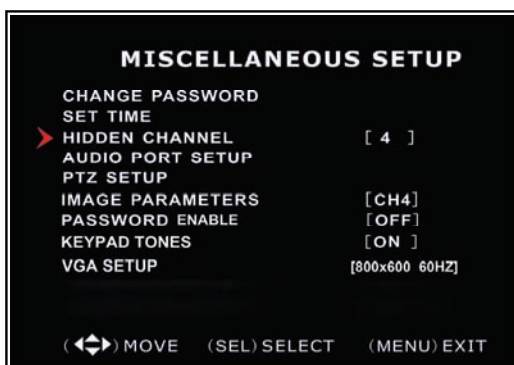 MISCELLANEOUS SETUP
CHANGE PASSWORD
SET TIME
HIDDEN CHANNEL [ 4 ]
AUDIO PORT SETUP
PTZ SETUP
IMAGE PARAMETERS [CH4]
PASSWORD ENABLE [OFF]
KEYPAD TONES [ON ]
VGA SETUP [800x600 60HZ]
( ) MOVE (SEL) SELECT (MENU) EXIT